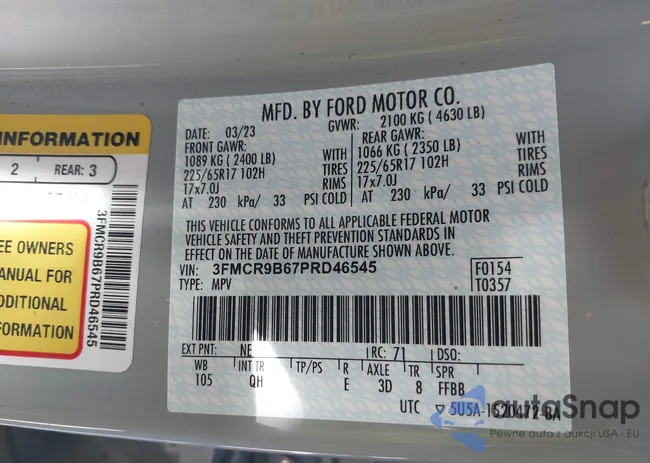 INFORMATION
2 REAR: 3
EE OWNERS
ANUAL FOR
DDITIONAL
FORMATION
3FMCR9B67PRD46545
MFD. BY FORD MOTOR CO.
DATE: 03/23 GVWR: 2100 KG ( 4630 LB)
FRONT GAWR: REAR GAWR:
1089 KG ( 2400 LB) WITH 1066 KG ( 2350 LB) WITH
225/65R17 102H TIRES 225/65R17 102H TIRES
17x7.0J RIMS 17x7.0J RIMS
AT 230 kPa/ 33 PSI COLD AT 230 kPa/ 33 PSI COLD
THIS VEHICLE CONFORMS TO ALL APPLICABLE FEDERAL MOTOR
VEHICLE SAFETY AND THEFT PREVENTION STANDARDS IN
EFFECT ON THE DATE OF MANUFACTURE SHOWN ABOVE.
VIN: 3FMCR9B67PRD46545 F0154
TYPE: MPV T0357
EXT PNT: NE RC: 71 DSO:
WB INT TR TP/PS R AXLE TR SPR
105 QH E 3D 8 FFBB
UTC ▽ 5U5A-1520472-BA
autoSnap
Pewne auta z aukcji USA i EU